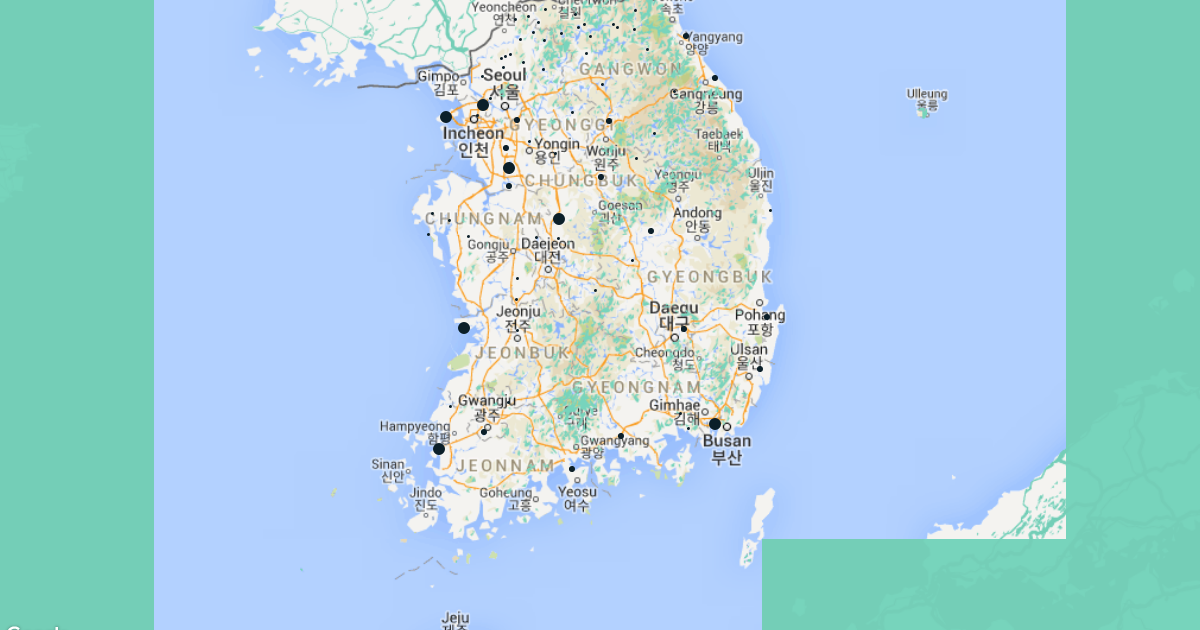 Yeoncheon
연천
철원
속초
Yangyang
양양
GANGWON
Gimpo
김포
Seoul
서울
Gangneung
강릉
Ulleung
울릉
Incheon
인천
GYEONGGI
Yongin
용인
Wonju
원주
Taebaek
태백
CHUNGBUK
Yeongju
영주
Uljin
울진
CHUNGNAM
Goesan
괴산
Andong
안동
Gongju
공주
Daejeon
대전
GYEONGBUK
Jeonju
전주
Daegu
대구
Pohang
포항
JEONBUK
Cheongdo
청도
Ulsan
울산
GYEONGNAM
Gwangju
광주
Gurye
구례
Gimhae
김해
Hampyeong
함평
Gwangyang
광양
Busan
부산
Sinan
신안
JEONNAM
Jindo
진도
Goheung
고흥
Yeosu
여수
Jeju